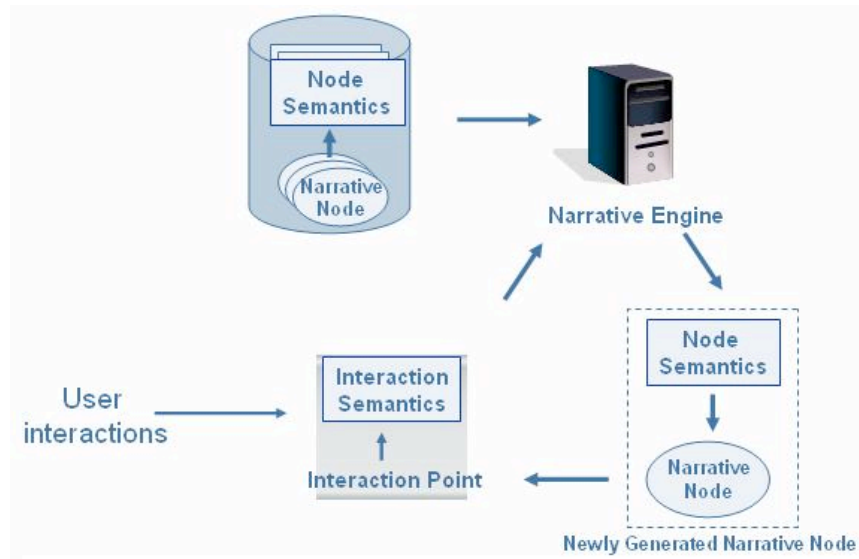 Node
Semantics
Narrative
Node
Narrative Engine
Node
Semantics
Interaction
Semantics
User
interactions
Interaction Point
Narrative
Node
Newly Generated Narrative Node